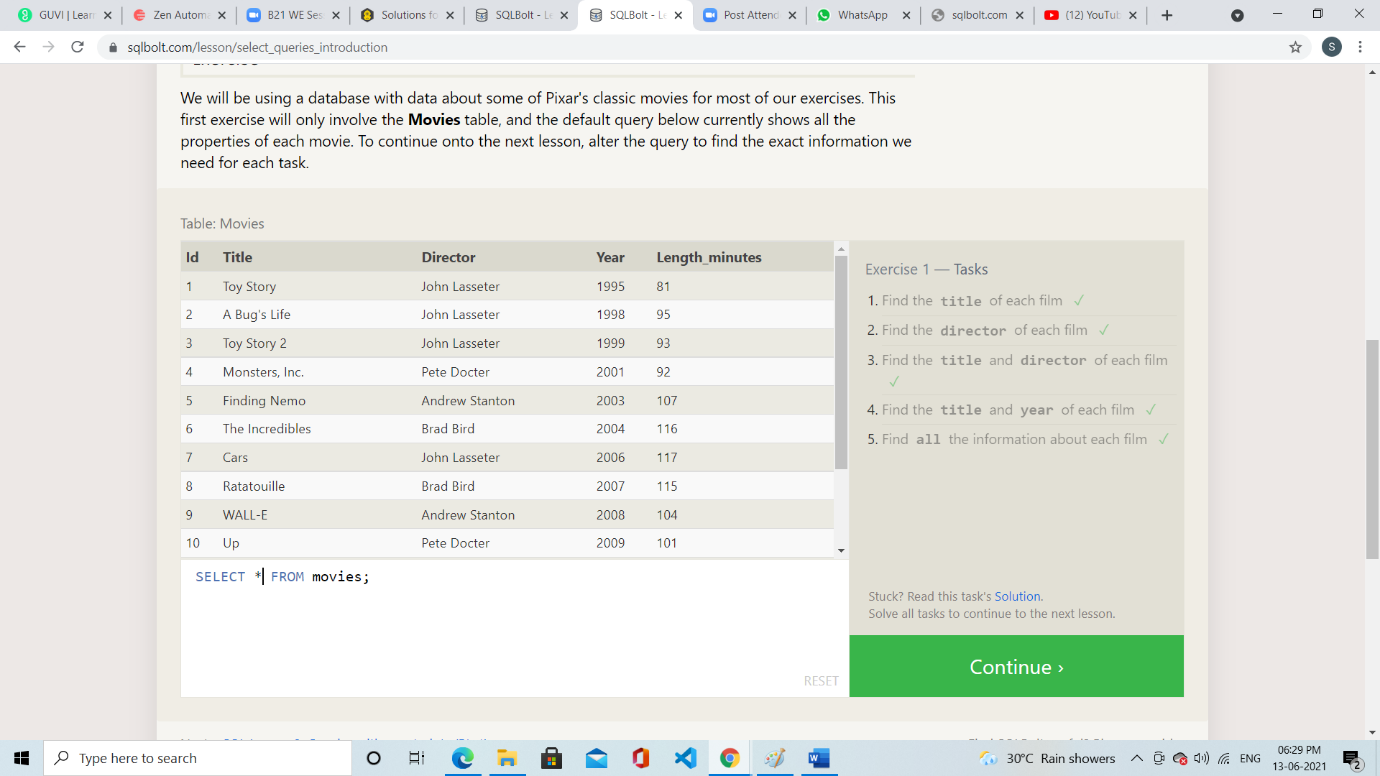 GUVI | Learn
Zen Autom
B21 WE Ses
Solutions fo
SQLBolt - Le
SQLBolt - Le
Post Attend
WhatsApp
sqlbolt.com
(12) YouTub
sqlbolt.com/lesson/select_queries_introduction
S
We will be using a database with data about some of Pixar's classic movies for most of our exercises. This
first exercise will only involve the Movies table, and the default query below currently shows all the
properties of each movie. To continue onto the next lesson, alter the query to find the exact information we
need for each task.
Table: Movies
Id Title Director Year Length_minutes
1 Toy Story John Lasseter 1995 81
2 A Bug's Life John Lasseter 1998 95
3 Toy Story 2 John Lasseter 1999 93
4 Monsters, Inc. Pete Docter 2001 92
5 Finding Nemo Andrew Stanton 2003 107
6 The Incredibles Brad Bird 2004 116
7 Cars John Lasseter 2006 117
8 Ratatouille Brad Bird 2007 115
9 WALL-E Andrew Stanton 2008 104
10 Up Pete Docter 2009 101
SELECT * FROM movies;
RESET
Exercise 1 — Tasks
1. Find the title of each film ✓
2. Find the director of each film ✓
3. Find the title and director of each film
✓
4. Find the title and year of each film ✓
5. Find all the information about each film ✓
Stuck? Read this task's Solution.
Solve all tasks to continue to the next lesson.
Continue ›
Type here to search
30°C Rain showers
ENG
06:29 PM
13-06-2021
2